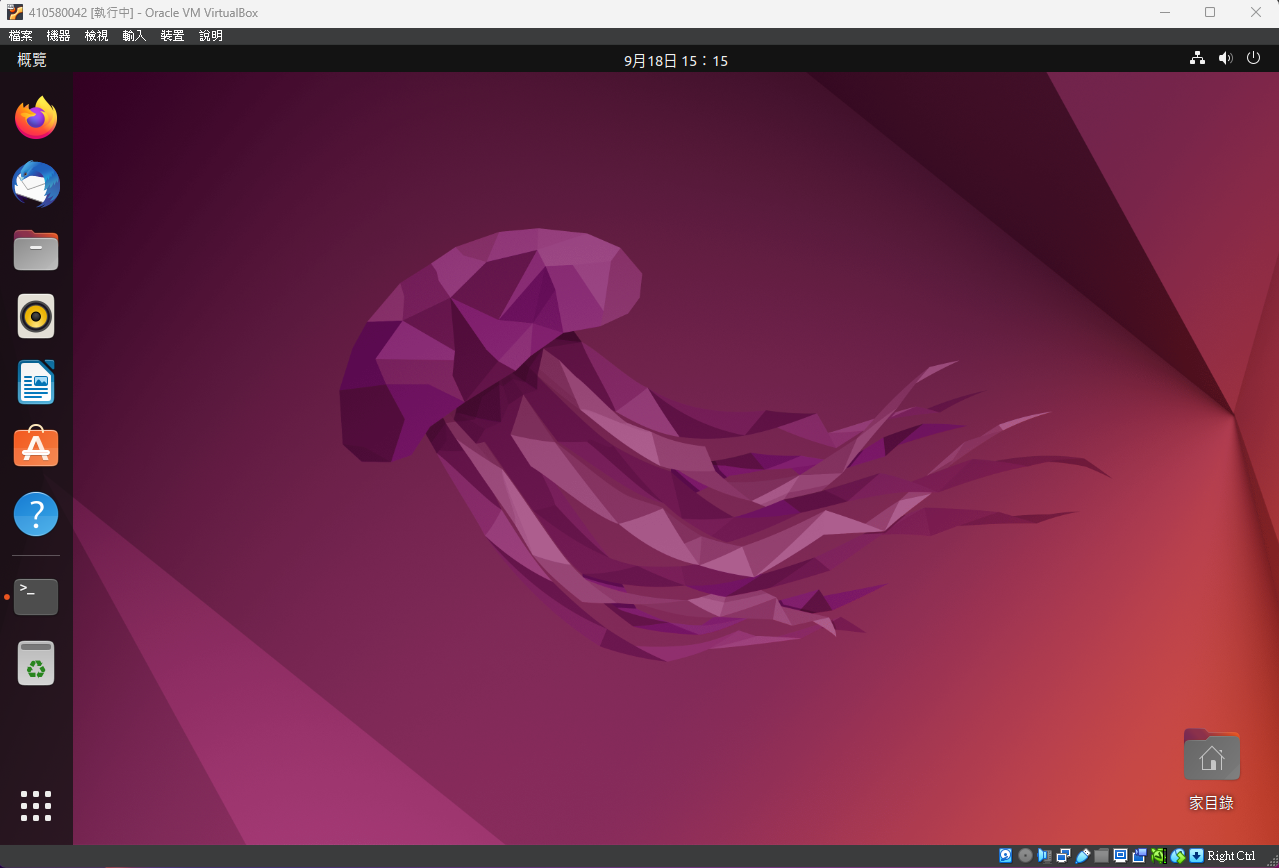 410580042 [執行中] - Oracle VM VirtualBox
檔案 機器 檢視 輸入 裝置 說明
概覽 9月18日 15：15
?
>_
家目錄
Right Ctrl